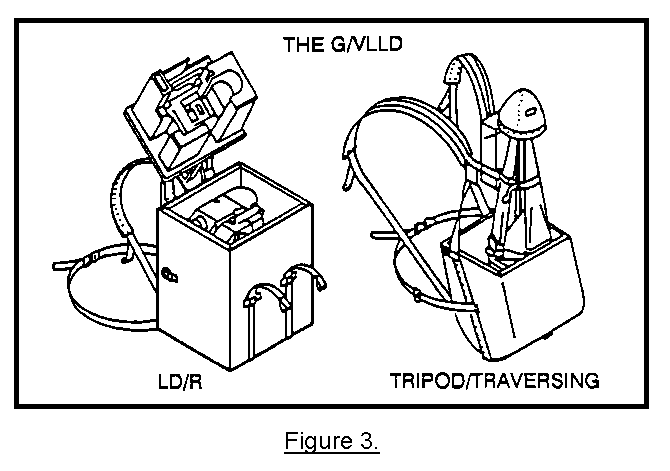 THE G/VLLD
LD/R
TRIPOD/TRAVERSING
Figure 3.